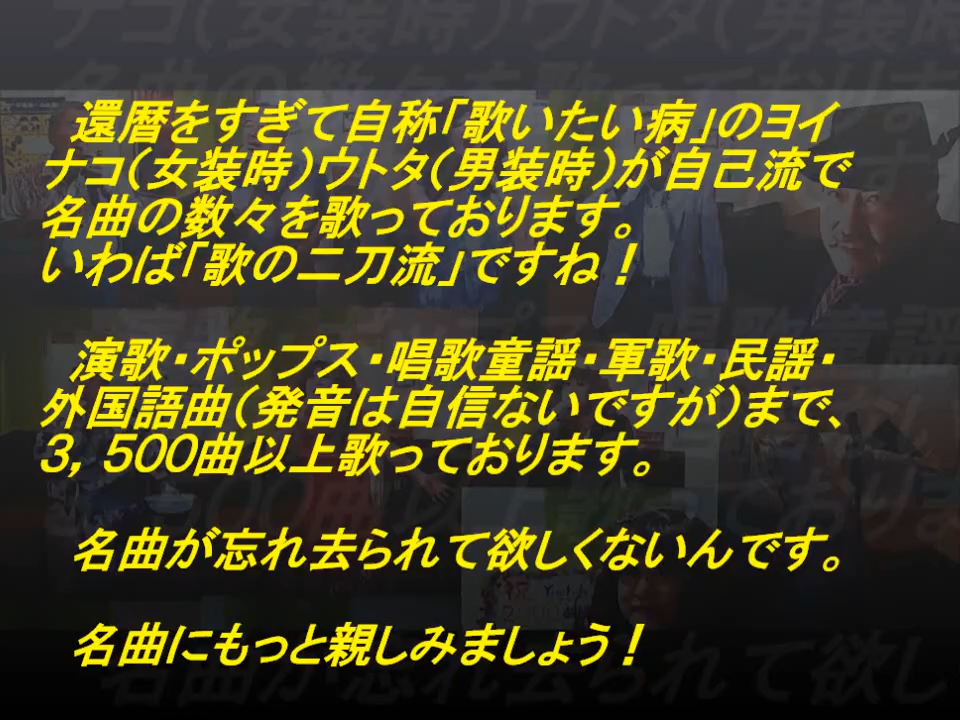 還暦をすぎて自称「歌いたい病」のヨイ
ナコ(女装時)ウトタ(男装時)が自己流で
名曲の数々を歌っております。
いわば「歌の二刀流」ですね！
演歌・ポップス・唱歌童謡・軍歌・民謡・
外国語曲(発音は自信ないですが)まで、
３，５００曲以上歌っております。
名曲が忘れ去られて欲しくないんです。
名曲にもっと親しみましょう！